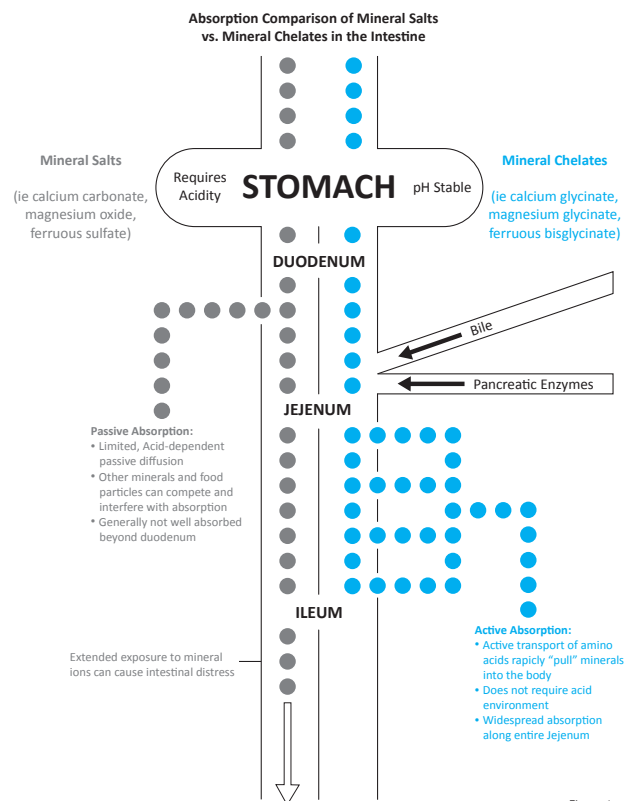 Absorption Comparison of Mineral Salts
vs. Mineral Chelates in the Intestine
Mineral Salts
(ie calcium carbonate,
magnesium oxide,
ferruous sulfate)
Requires
Acidity
STOMACH
pH Stable
Mineral Chelates
(ie calcium glycinate,
magnesium glycinate,
ferruous bisglycinate)
DUODENUM
Bile
Pancreatic Enzymes
JEJENUM
Passive Absorption:
• Limited, Acid-dependent
passive diffusion
• Other minerals and food
particles can compete and
interfere with absorption
• Generally not well absorbed
beyond duodenum
ILEUM
Extended exposure to mineral
ions can cause intestinal distress
Active Absorption:
• Active transport of amino
acids rapicly “pull” minerals
into the body
• Does not require acid
environment
• Widespread absorption
along entire Jejenum